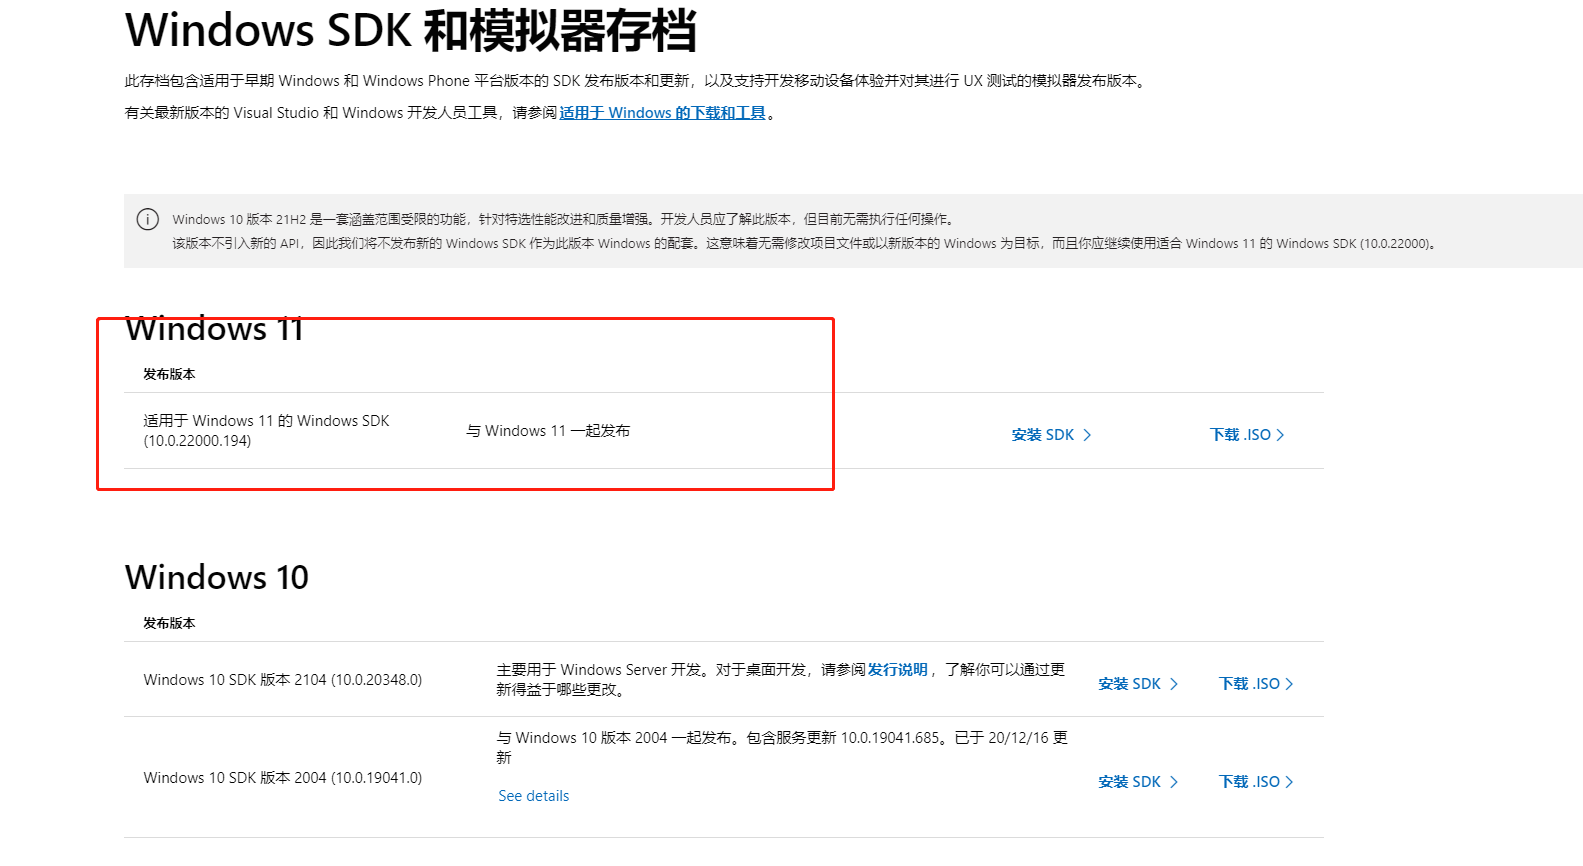 Windows SDK 和模拟器存档
此存档包含适用于早期 Windows 和 Windows Phone 平台版本的 SDK 发布版本和更新，以及支持开发移动设备体验并对其进行 UX 测试的模拟器发布版本。
有关最新版本的 Visual Studio 和 Windows 开发人员工具，请参阅适用于 Windows 的下载和工具。
Windows 10 版本 21H2 是一套涵盖范围受限的功能，针对特选性能改进和质量增强。开发人员应了解此版本，但目前无需执行任何操作。
该版本不引入新的 API，因此我们将不发布新的 Windows SDK 作为此版本 Windows 的配套。这意味着无需修改项目文件或以新版本的 Windows 为目标，而且你应继续使用适合 Windows 11 的 Windows SDK (10.0.22000)。
Windows 11
发布版本
适用于 Windows 11 的 Windows SDK
(10.0.22000.194)
与 Windows 11 一起发布
安装 SDK
下载 .ISO
Windows 10
发布版本
Windows 10 SDK 版本 2104 (10.0.20348.0)
主要用于 Windows Server 开发。对于桌面开发，请参阅发行说明，了解你可以通过更
新得益于哪些更改。
安装 SDK
下载 .ISO
Windows 10 SDK 版本 2004 (10.0.19041.0)
与 Windows 10 版本 2004 一起发布。包含服务更新 10.0.19041.685。已于 20/12/16 更
新
See details
安装 SDK
下载 .ISO